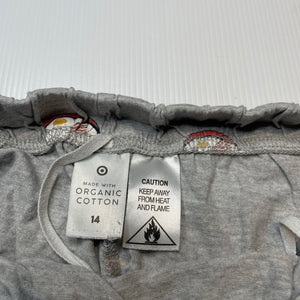 MADE WITH
ORGANIC
COTTON
14
CAUTION
KEEP AWAY
FROM HEAT
AND FLAME